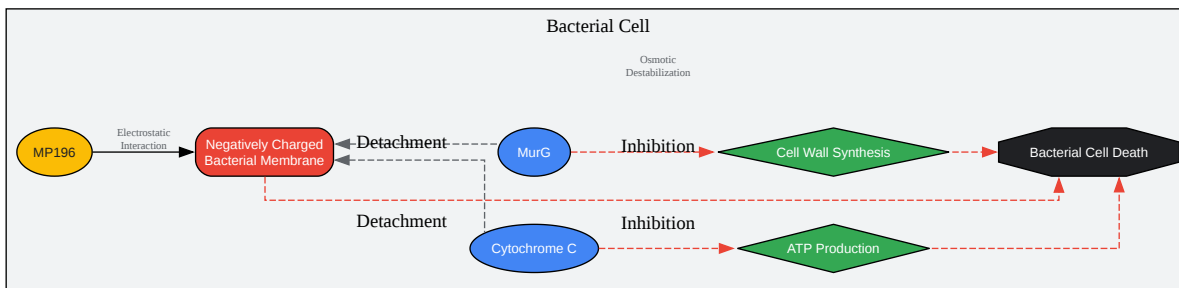 Bacterial Cell
Osmotic
Destabilization
Electrostatic
Interaction
MP196
Negatively Charged
Bacterial Membrane
Detachment
MurG
Inhibition
Cell Wall Synthesis
Bacterial Cell Death
Detachment
Inhibition
Cytochrome C
ATP Production